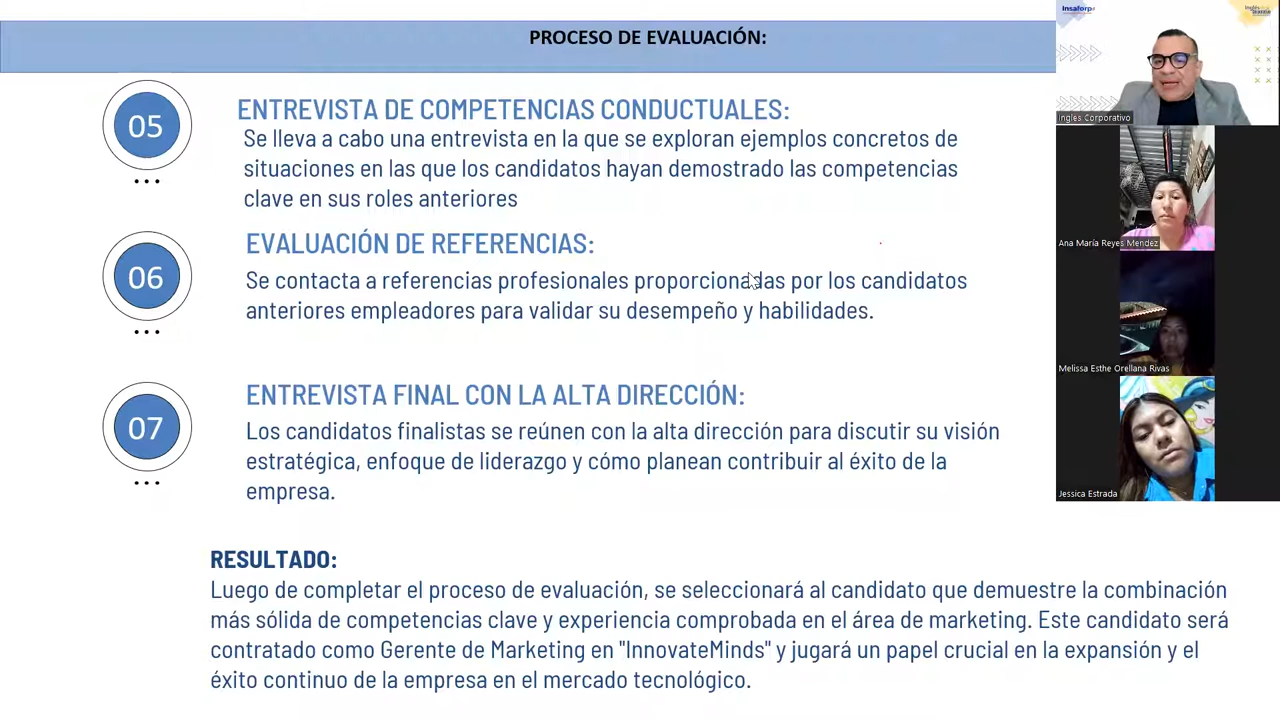 PROCESO DE EVALUACIÓN:
05
ENTREVISTA DE COMPETENCIAS CONDUCTUALES:
Se lleva a cabo una entrevista en la que se exploran ejemplos concretos de
situaciones en las que los candidatos hayan demostrado las competencias
clave en sus roles anteriores
06
EVALUACIÓN DE REFERENCIAS:
Se contacta a referencias profesionales proporcionadas por los candidatos
anteriores empleadores para validar su desempeño y habilidades.
07
ENTREVISTA FINAL CON LA ALTA DIRECCIÓN:
Los candidatos finalistas se reúnen con la alta dirección para discutir su visión
estratégica, enfoque de liderazgo y cómo planean contribuir al éxito de la
empresa.
RESULTADO:
Luego de completar el proceso de evaluación, se seleccionará al candidato que demuestre la combinación
más sólida de competencias clave y experiencia comprobada en el área de marketing. Este candidato será
contratado como Gerente de Marketing en "InnovateMinds" y jugará un papel crucial en la expansión y el
éxito continuo de la empresa en el mercado tecnológico.
insaforp
Ingles Corporativo
Ana María Reyes Mendez
Melissa Esthe Orellana Rivas
Jessica Estrada